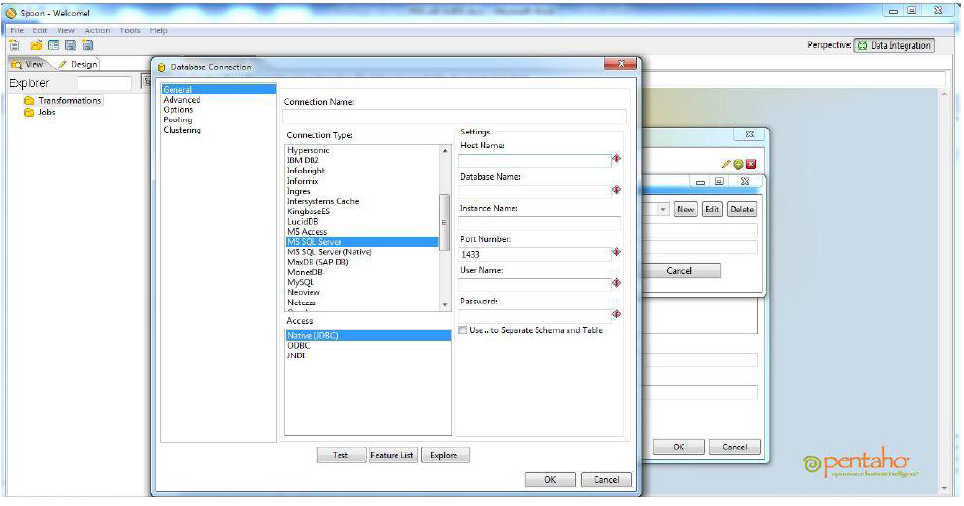 Spoon - Welcome!
File Edit View Action Tools Help
Perspective: Data Integration
View Design
Explorer
Transformations
Jobs
Database Connection
General
Advanced
Options
Pooling
Clustering
Connection Name:
Connection Type:
Hypersonic
IBM DB2
Infobright
Informix
Ingres
Intersystems Cache
KingbaseES
LucidDB
MS Access
MS SQL Server
MS SQL Server (Native)
MaxDB (SAP DB)
MonetDB
MySQL
Neoview
Netezza
Access
Native (JDBC)
ODBC
JNDI
Settings
Host Name:
Database Name:
Instance Name:
Port Number:
1433
User Name:
Password:
Use .. to Separate Schema and Table
Test Feature List Explore
OK Cancel
New Edit Delete
Cancel
OK Cancel
pentaho
open source business intelligence